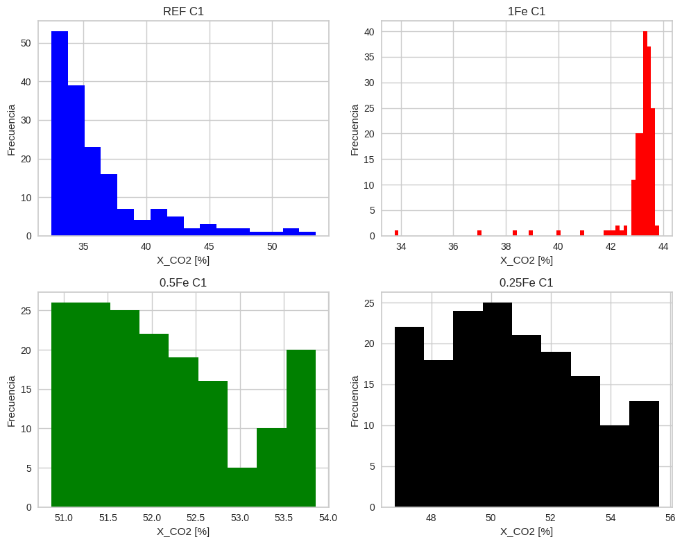 REF C1
Frecuencia
50
40
30
20
10
0
35 40 45 50
X_CO2 [%]
1Fe C1
Frecuencia
40
35
30
25
20
15
10
5
0
34 36 38 40 42 44
X_CO2 [%]
0.5Fe C1
Frecuencia
25
20
15
10
5
0
51.0 51.5 52.0 52.5 53.0 53.5 54.0
X_CO2 [%]
0.25Fe C1
Frecuencia
25
20
15
10
5
0
48 50 52 54 56
X_CO2 [%]